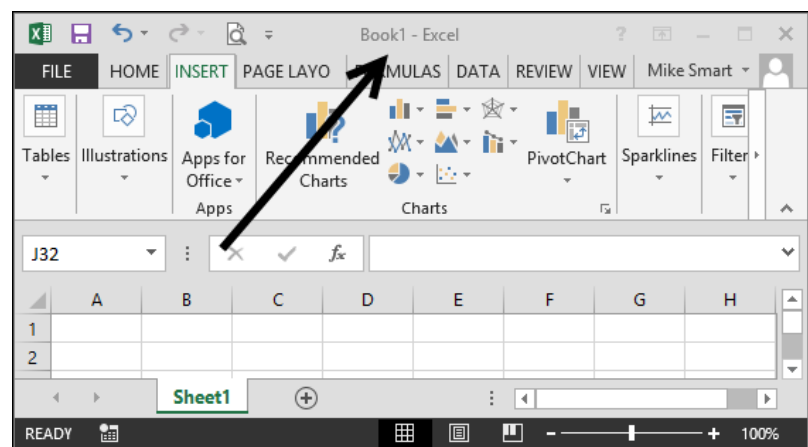 Book1 - Excel ?
FILE HOME INSERT PAGE LAYO MULAS DATA REVIEW VIEW Mike Smart
Tables Illustrations Apps for Office Recommended Charts PivotChart Sparklines Filter
Apps Charts
J32 fx
A B C D E F G H
1
2
Sheet1
READY 100%